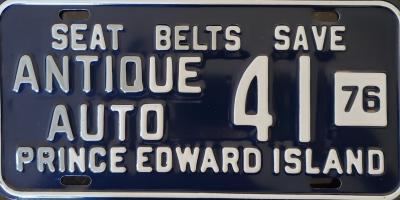 SEAT BELTS SAVE
ANTIQUE
AUTO
41
76
PRINCE EDWARD ISLAND